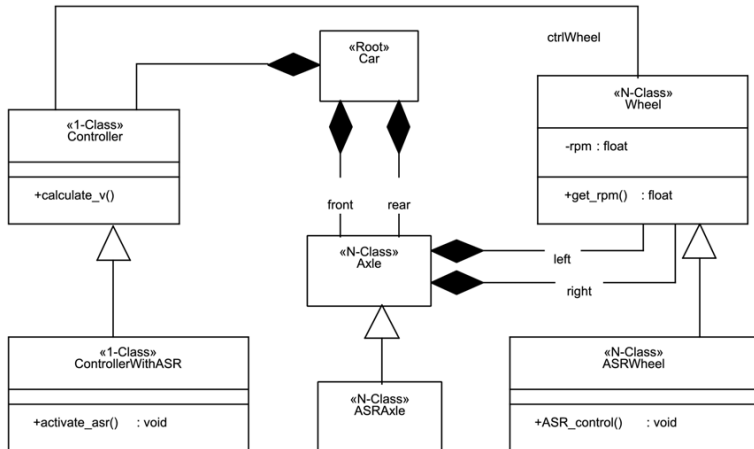 ctrlWheel
«Root»
Car
«N-Class»
Wheel
-rpm : float
+get_rpm() : float
«1-Class»
Controller
+calculate_v()
front
rear
«N-Class»
Axle
left
right
«1-Class»
ControllerWithASR
+activate_asr() : void
«N-Class»
ASRAxle
«N-Class»
ASRWheel
+ASR_control() : void